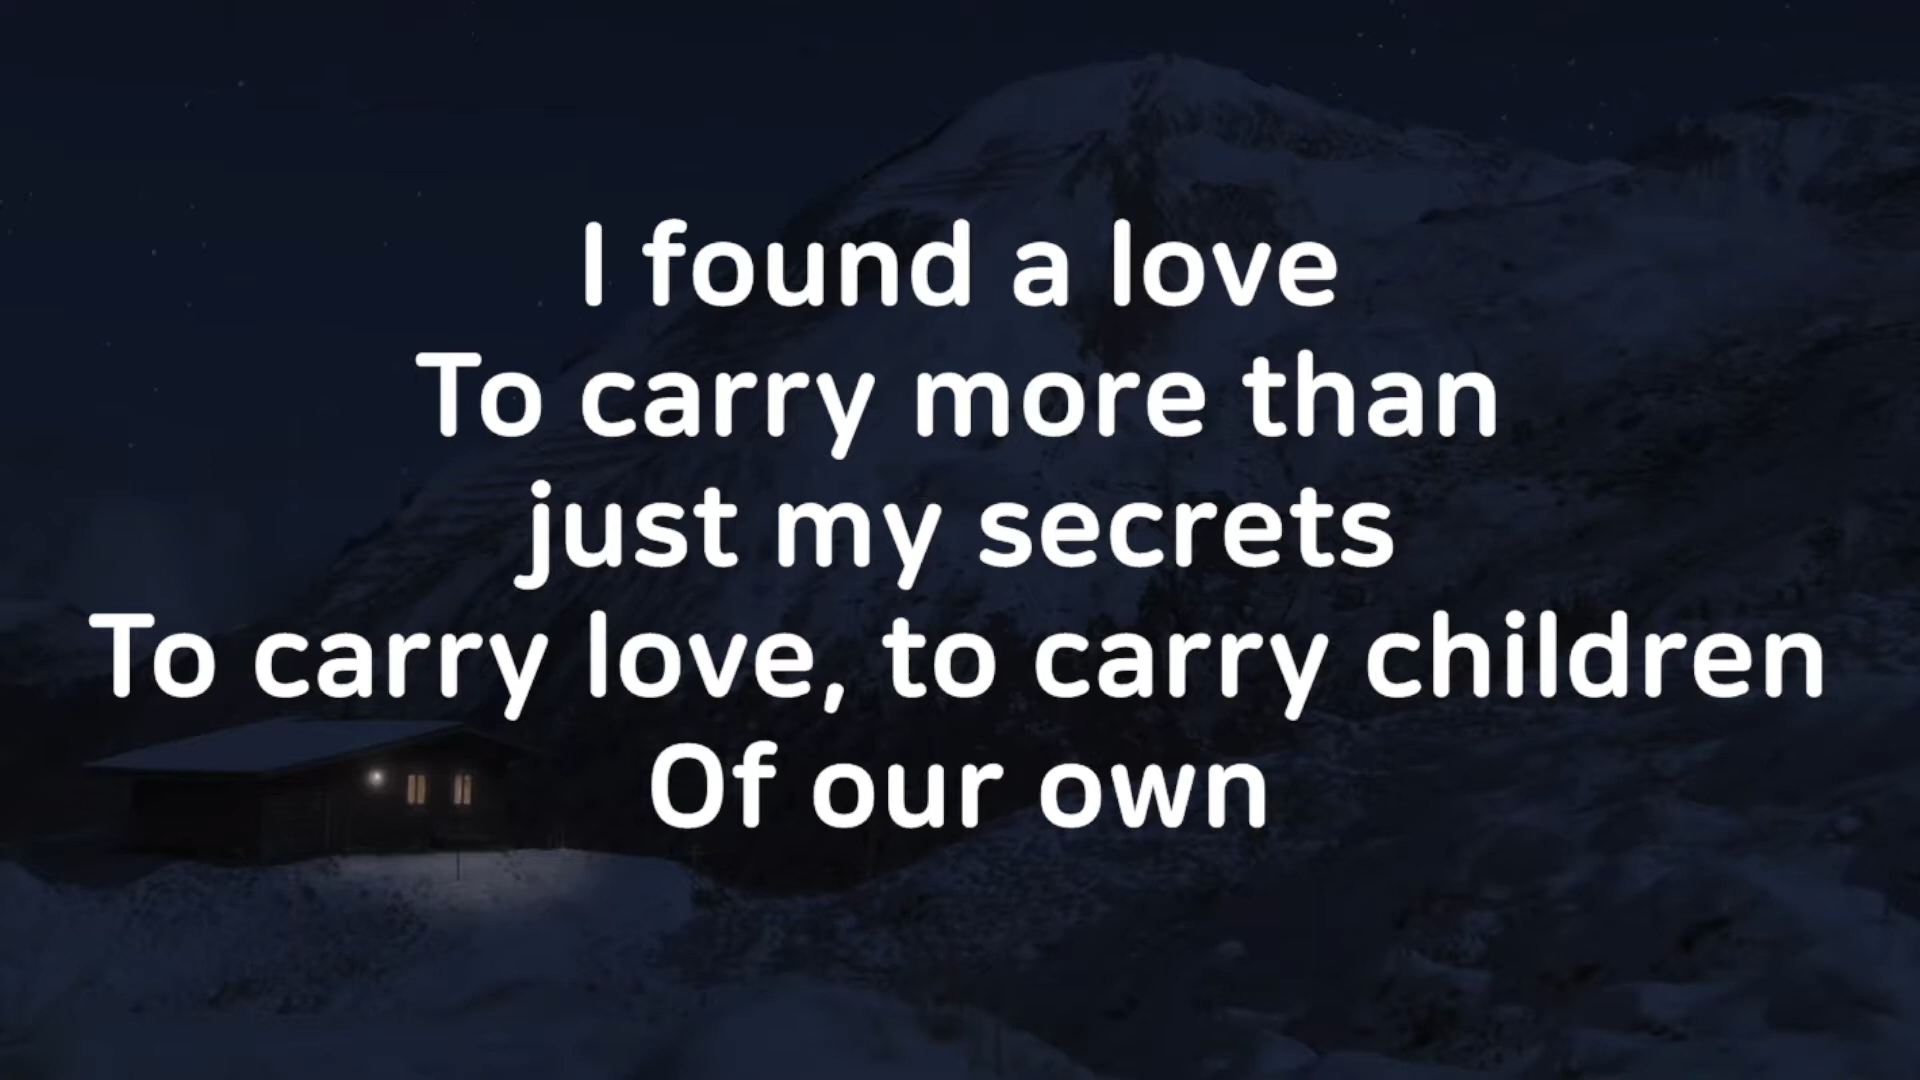 I found a love
To carry more than
just my secrets
To carry love, to carry children
Of our own